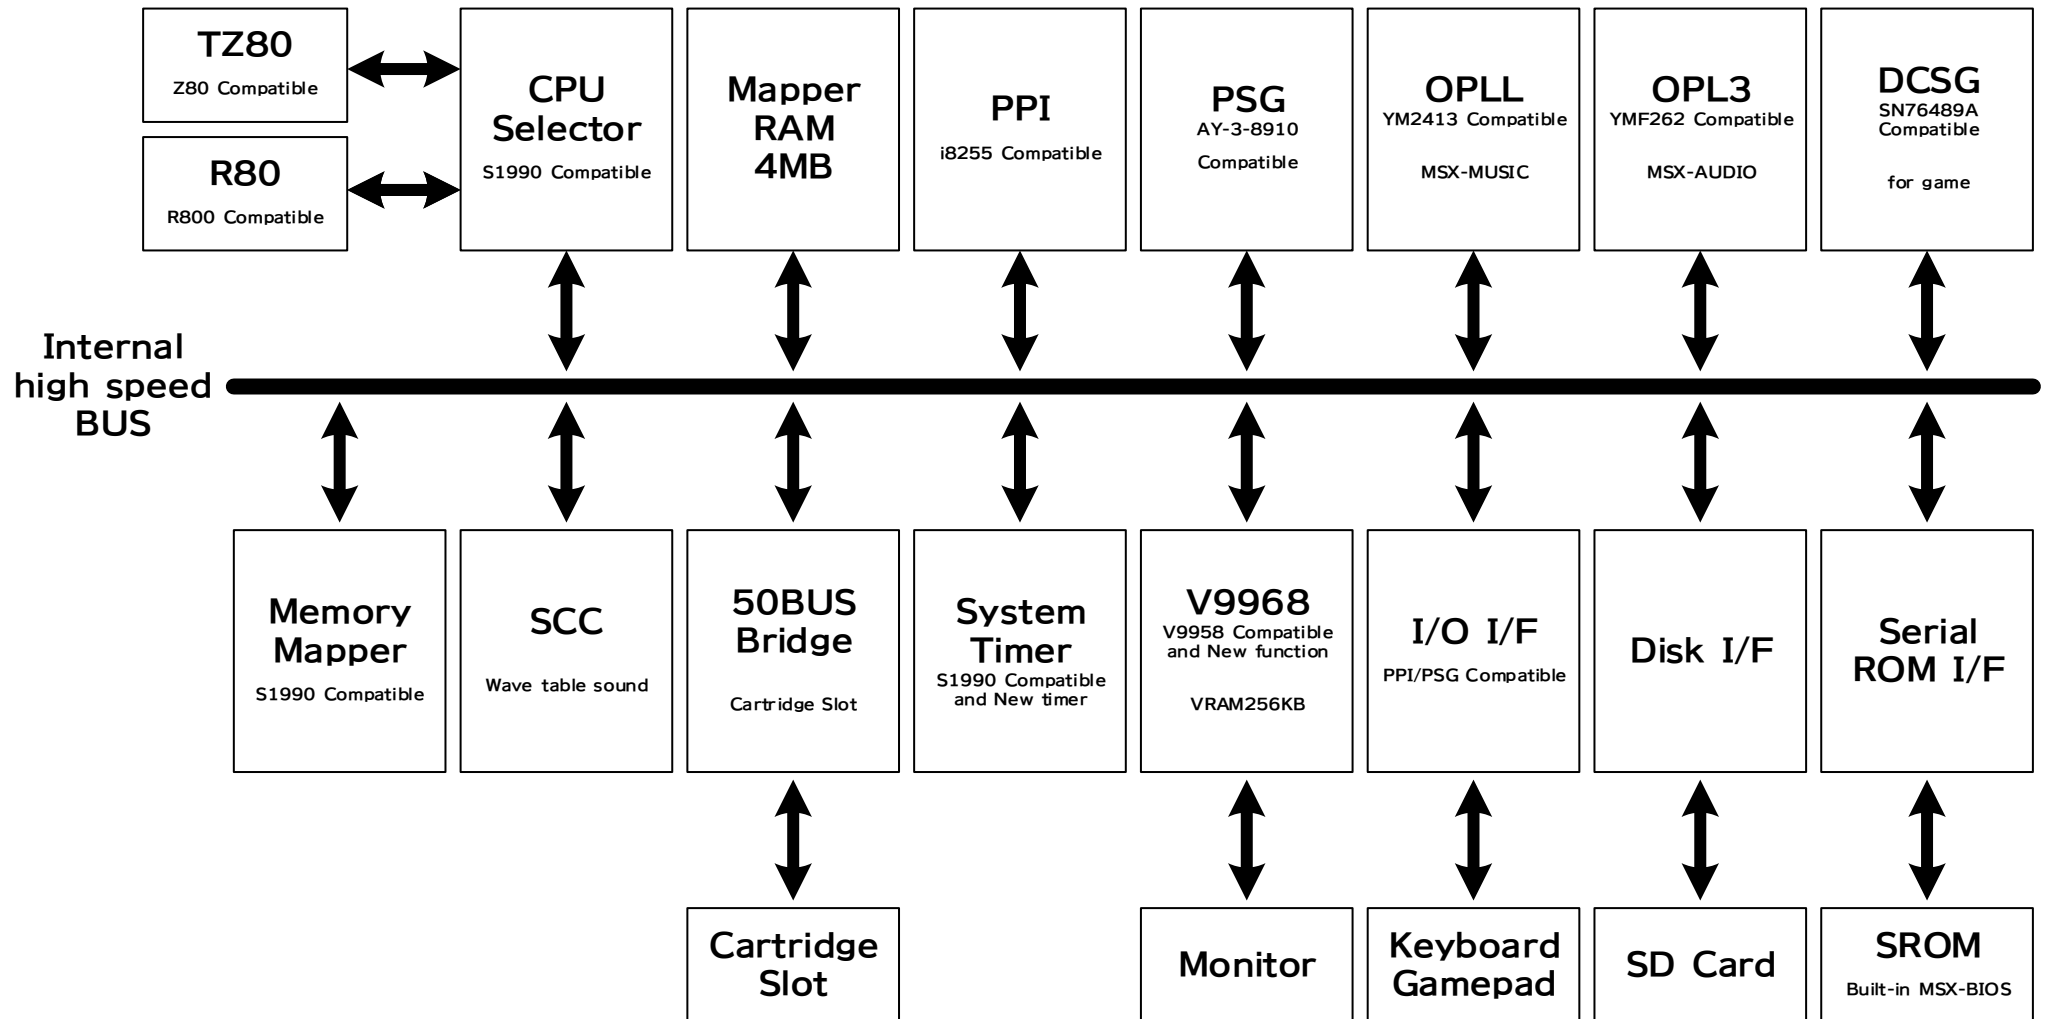 TZ80
Z80 Compatible
R80
R800 Compatible
CPU
Selector
S1990 Compatible
Mapper
RAM
4MB
PPI
i8255 Compatible
PSG
AY-3-8910
Compatible
OPLL
YM2413 Compatible
MSX-MUSIC
OPL3
YMF262 Compatible
MSX-AUDIO
DCSG
SN76489A
Compatible
for game
Internal
high speed
BUS
Memory
Mapper
S1990 Compatible
SCC
Wave table sound
50BUS
Bridge
Cartridge Slot
System
Timer
S1990 Compatible
and New timer
V9968
V9958 Compatible
and New function
VRAM256KB
I/O I/F
PPI/PSG Compatible
Disk I/F
Serial
ROM I/F
Cartridge
Slot
Monitor
Keyboard
Gamepad
SD Card
SROM
Built-in MSX-BIOS